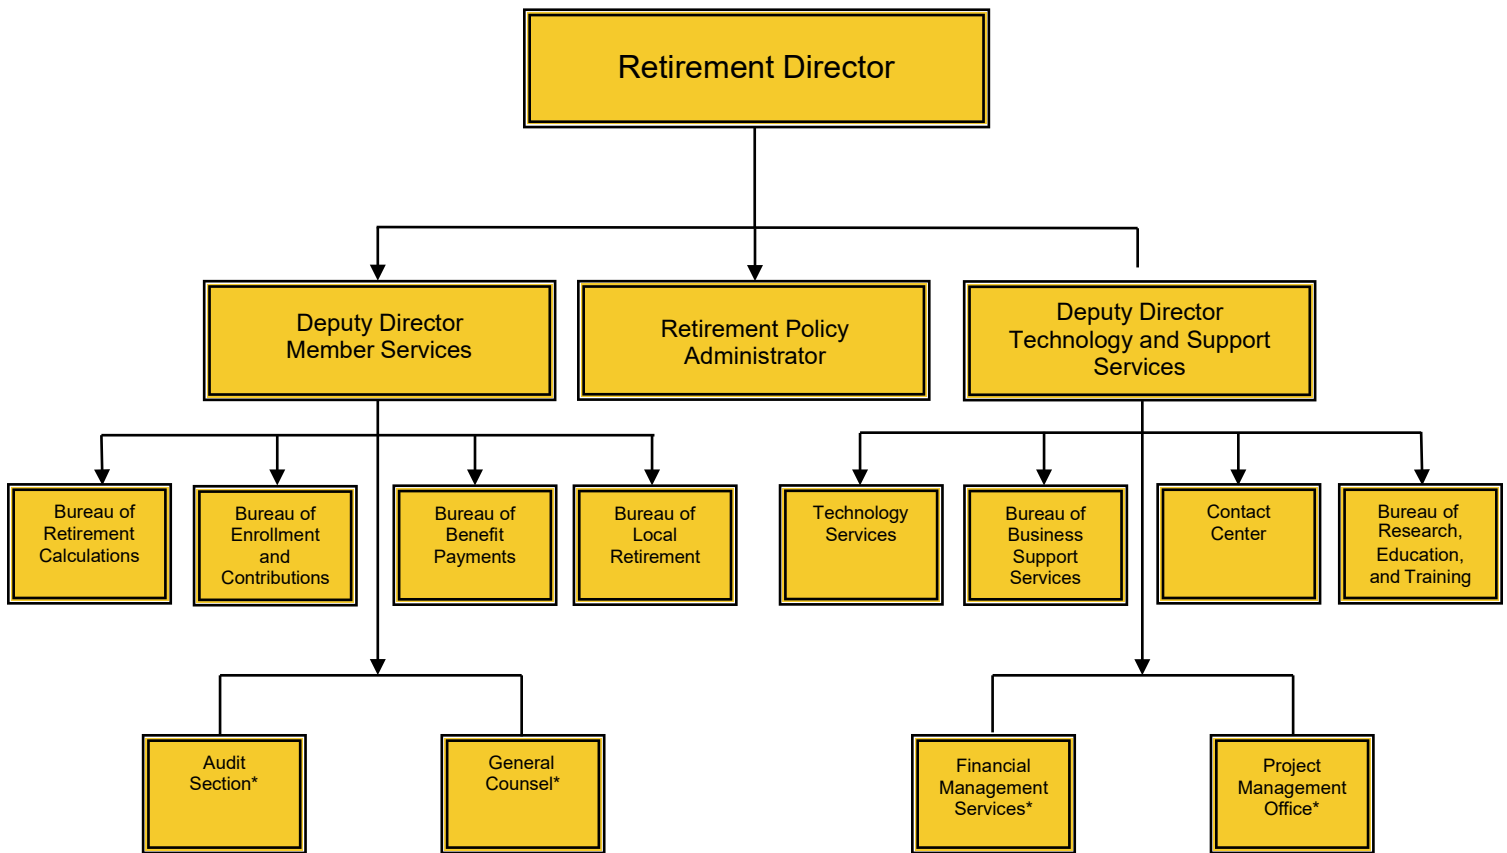 Retirement Director
Deputy Director
Member Services
Retirement Policy
Administrator
Deputy Director
Technology and Support
Services
Bureau of
Retirement
Calculations
Bureau of
Enrollment
and
Contributions
Bureau of
Benefit
Payments
Bureau of
Local
Retirement
Technology
Services
Bureau of
Business
Support
Services
Contact
Center
Bureau of
Research,
Education,
and Training
Audit
Section*
General
Counsel*
Financial
Management
Services*
Project
Management
Office*